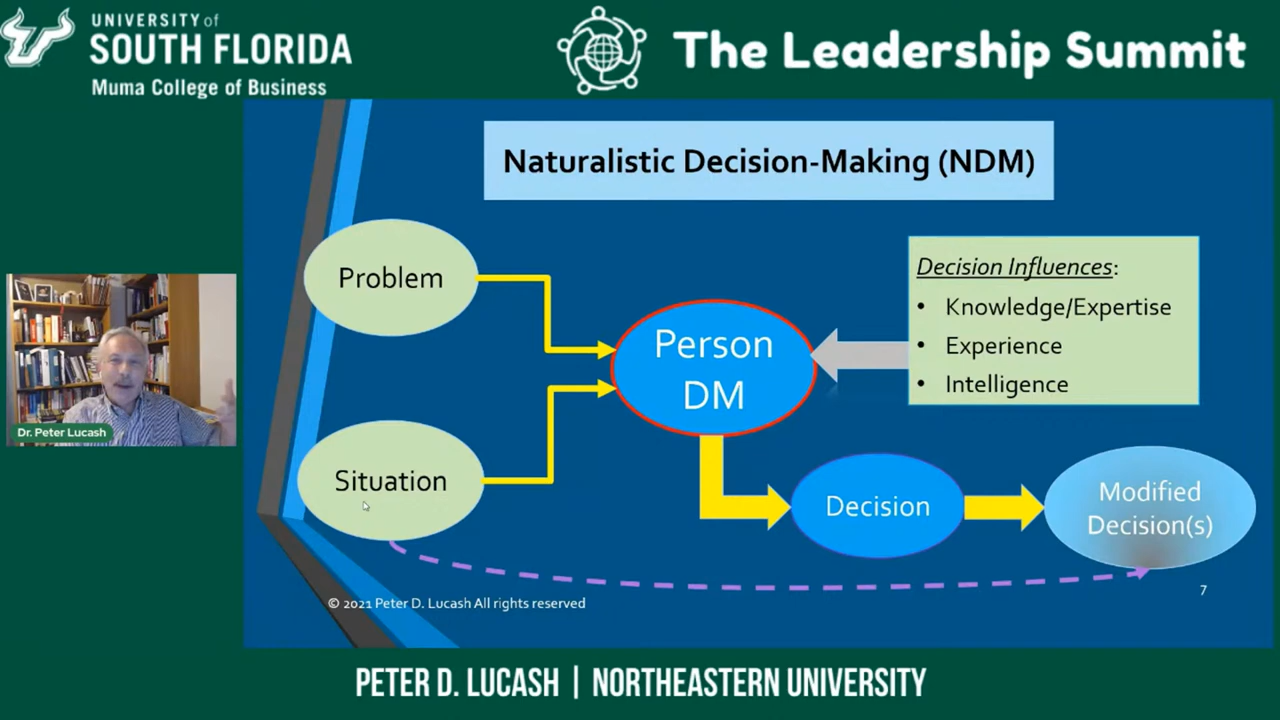 UNIVERSITY of
SOUTH FLORIDA
Muma College of Business
The Leadership Summit
Naturalistic Decision-Making (NDM)
Problem
Situation
Person
DM
Decision Influences:
• Knowledge/Expertise
• Experience
• Intelligence
Decision
Modified
Decision(s)
© 2021 Peter D. Lucash All rights reserved
7
Dr. Peter Lucash
PETER D. LUCASH | NORTHEASTERN UNIVERSITY